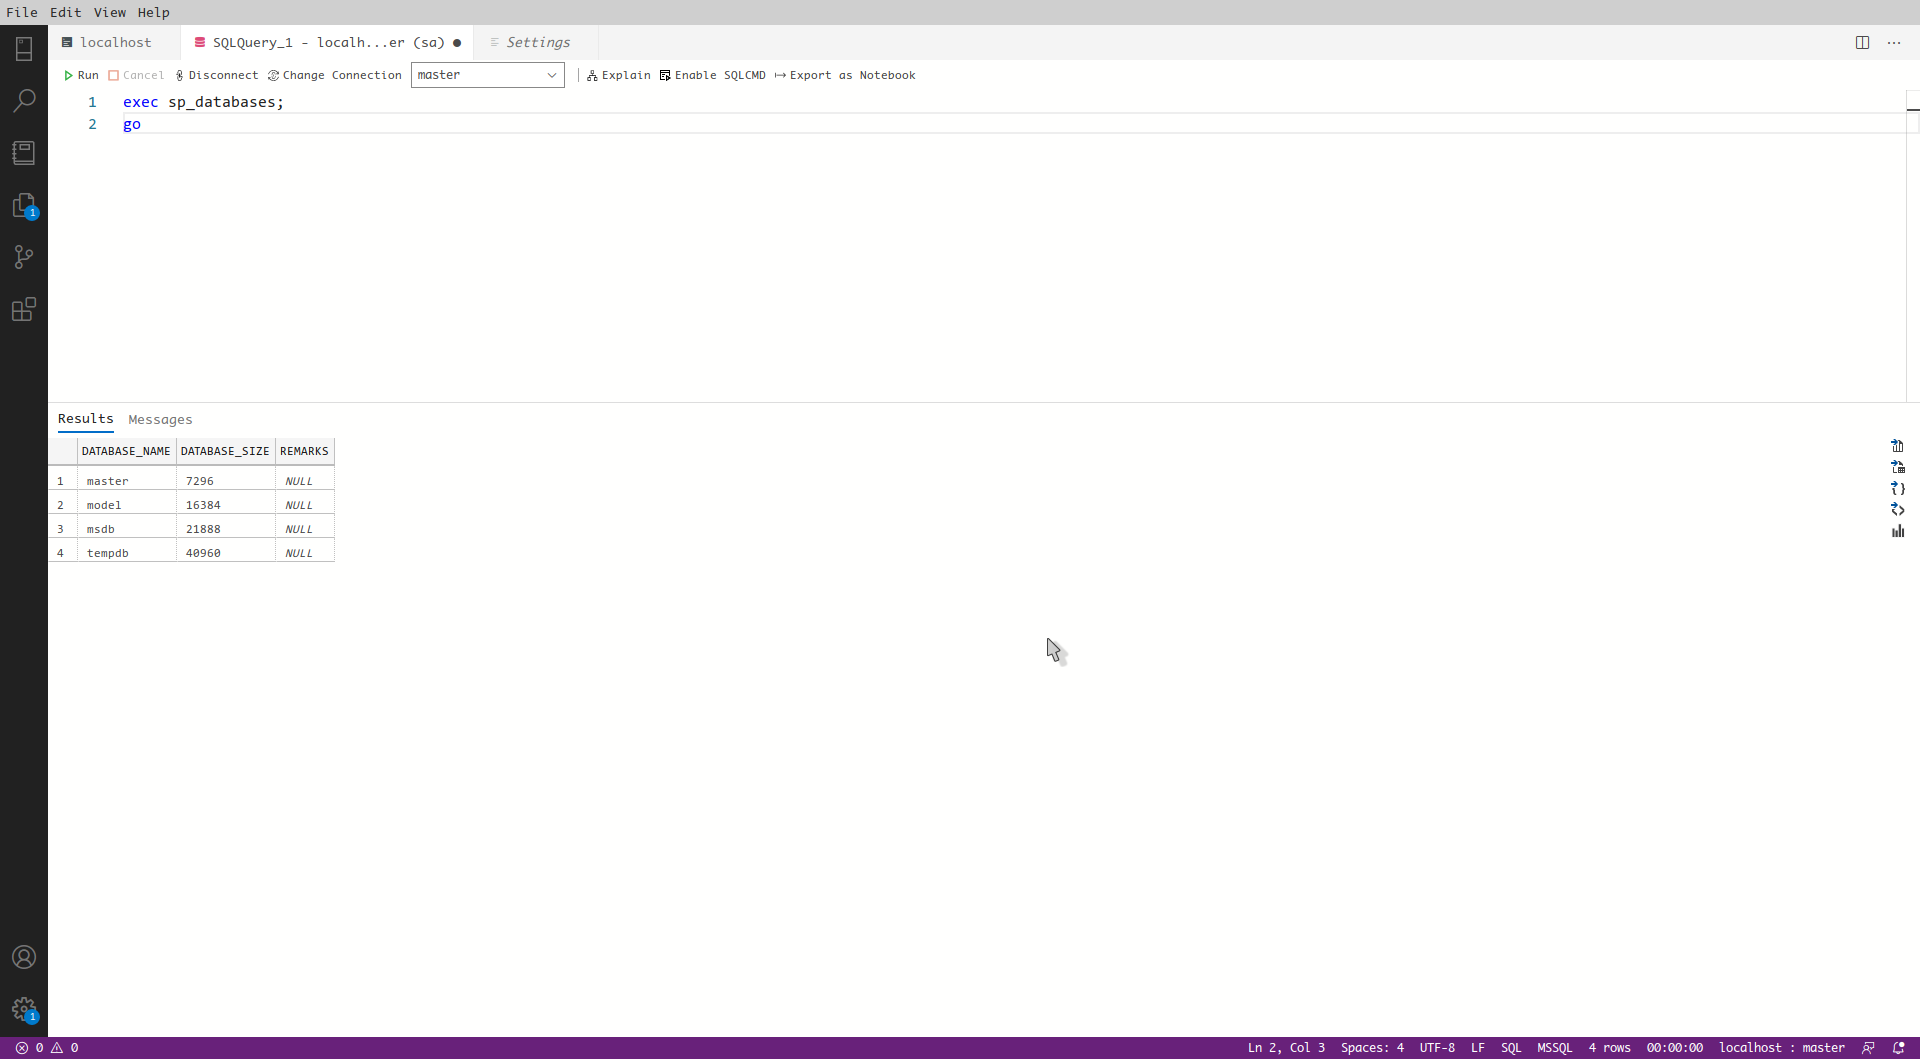 File Edit View Help
localhost SQLQuery_1 - localh...er (sa) Settings
Run Cancel Disconnect Change Connection master Explain Enable SQLCMD Export as Notebook
1 exec sp_databases;
2 go
1
Results Messages
DATABASE_NAME DATABASE_SIZE REMARKS
1 master 7296 NULL
2 model 16384 NULL
3 msdb 21888 NULL
4 tempdb 40960 NULL
1
0 0 Ln 2, Col 3 Spaces: 4 UTF-8 LF SQL MSSQL 4 rows 00:00:00 localhost : master